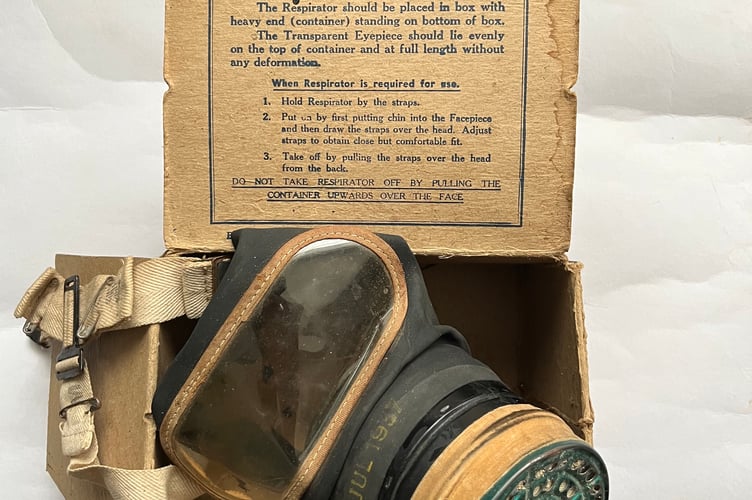 The Respirator should be placed in box with
heavy end (container) standing on bottom of box.
The Transparent Eyepiece should lie evenly
on the top of container and at full length without
any deformation.
When Respirator is required for use.
1. Hold Respirator by the straps.
2. Put on by first putting chin into the Facepiece
and then draw the straps over the head. Adjust
straps to obtain close but comfortable fit.
3. Take off by pulling the straps over the head
from the back.
DO NOT TAKE RESPIRATOR OFF BY PULLING THE
CONTAINER UPWARDS OVER THE FACE
JUL 1937